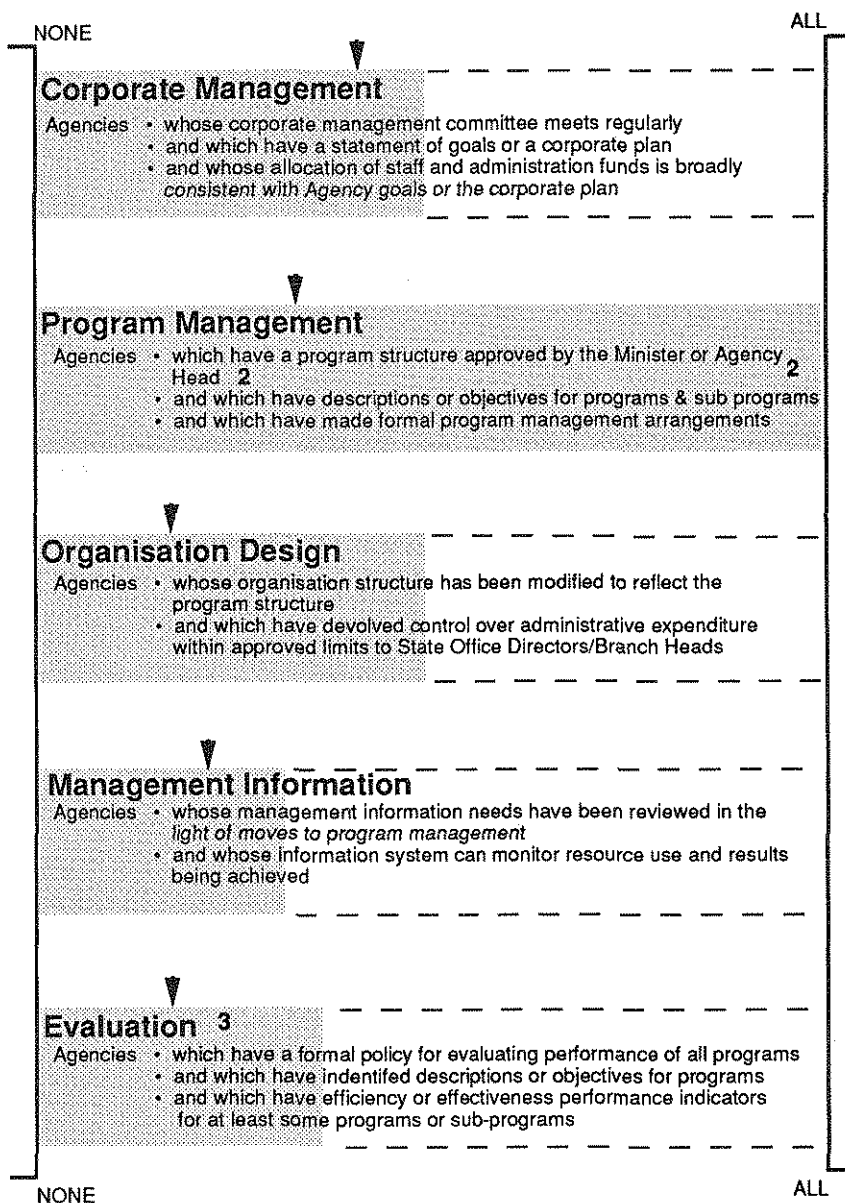 NONE
ALL
Corporate Management
Agencies • whose corporate management committee meets regularly
• and which have a statement of goals or a corporate plan
• and whose allocation of staff and administration funds is broadly
consistent with Agency goals or the corporate plan
Program Management
Agencies • which have a program structure approved by the Minister or Agency 2
Head 2
• and which have descriptions or objectives for programs & sub programs
• and which have made formal program management arrangements
Organisation Design
Agencies • whose organisation structure has been modified to reflect the
program structure
• and which have devolved control over administrative expenditure
within approved limits to State Office Directors/Branch Heads
Management Information
Agencies • whose management information needs have been reviewed in the
light of moves to program management
• and whose information system can monitor resource use and results
being achieved
Evaluation 3
Agencies • which have a formal policy for evaluating performance of all programs
• and which have indentifed descriptions or objectives for programs
• and which have efficiency or effectiveness performance indicators
for at least some programs or sub-programs
NONE
ALL